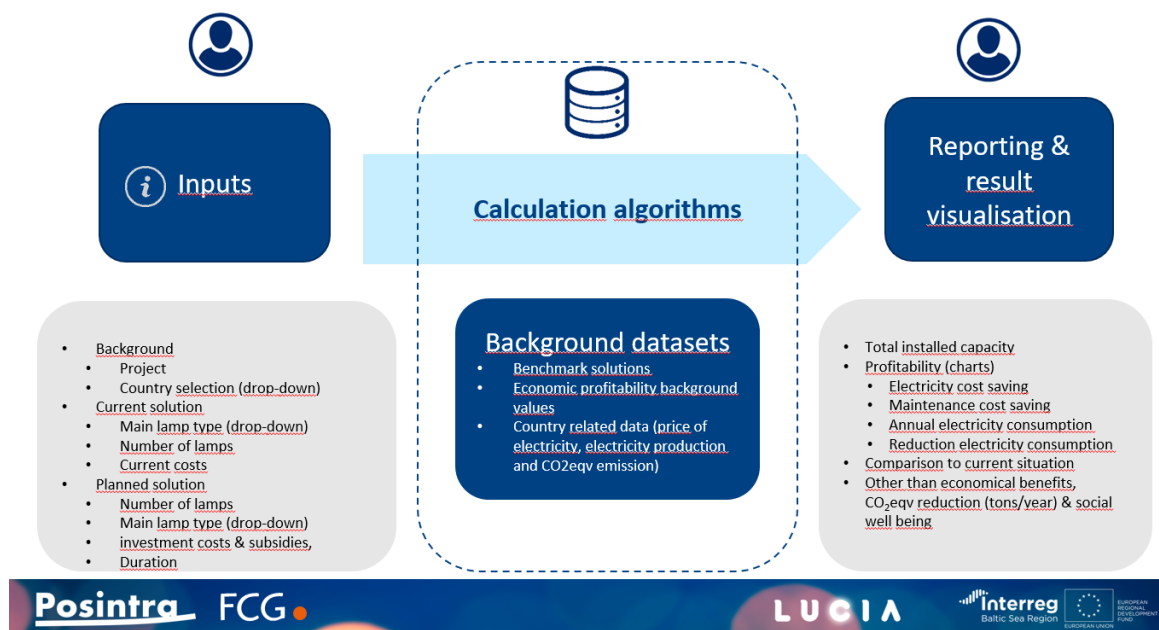 i Inputs
Calculation algorithms
Reporting &
result
visualisation
• Background
• Project
• Country selection (drop-down)
• Current solution
• Main lamp type (drop-down)
• Number of lamps
• Current costs
• Planned solution
• Number of lamps
• Main lamp type (drop-down)
• investment costs & subsidies,
• Duration
Background datasets
• Benchmark solutions
• Economic profitability background
values
• Country related data (price of
electricity, electricity production
and CO2eqv emission)
• Total installed capacity
• Profitability (charts)
• Electricity cost saving
• Maintenance cost saving
• Annual electricity consumption
• Reduction electricity consumption
• Comparison to current situation
• Other than economical benefits,
CO₂eqv reduction (tons/year) & social
well being
Posintra
FCG.
LUCIA
Interreg
Baltic Sea Region
EUROPEAN UNION
EUROPEAN
REGIONAL
DEVELOPMENT
FUND